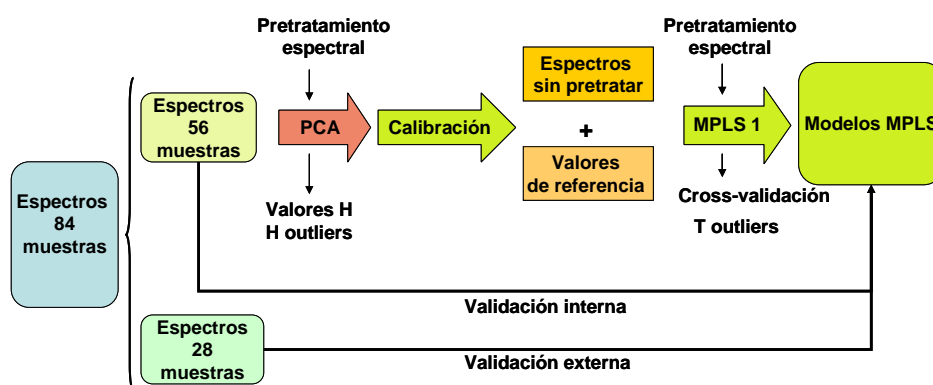 Pretratamiento
espectral
Pretratamiento
espectral
Espectros
84
muestras
Espectros
56
muestras
PCA
Calibración
Espectros
sin pretratar
+
Valores
de referencia
MPLS 1
Modelos MPLS
Valores H
H outliers
Cross-validación
T outliers
Validación interna
Espectros
28
muestras
Validación externa